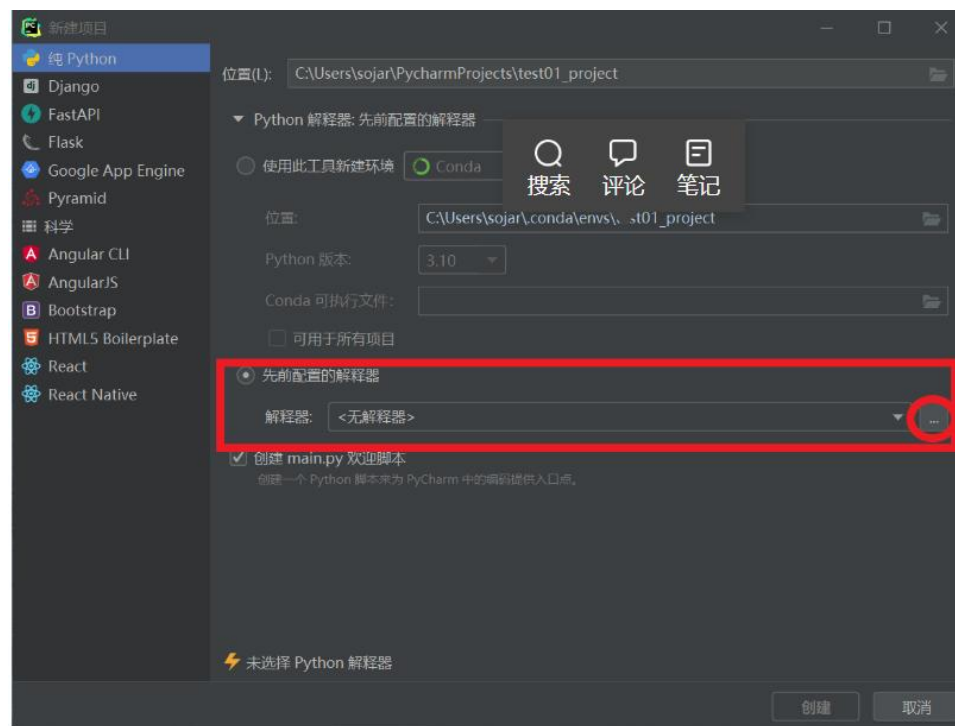 新建项目
纯 Python
Django
FastAPI
Flask
Google App Engine
Pyramid
科学
Angular CLI
AngularJS
Bootstrap
HTML5 Boilerplate
React
React Native
位置(L): C:\Users\sojar\PycharmProjects\test01_project
Python 解释器: 先前配置的解释器
使用此工具新建环境 Conda
搜索 评论 笔记
位置: C:\Users\sojar\.conda\envs\ st01_project
Python 版本: 3.10
Conda 可执行文件:
可用于所有项目
先前配置的解释器
解释器: <无解释器> ...
创建 main.py 欢迎脚本
创建一个 Python 脚本来为 PyCharm 中的编码提供入口点。
未选择 Python 解释器
创建 取消